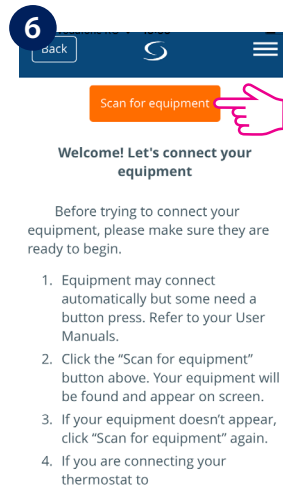 6
Back
Scan for equipment
Welcome! Let's connect your
equipment
Before trying to connect your
equipment, please make sure they are
ready to begin.
1. Equipment may connect
automatically but some need a
button press. Refer to your User
Manuals.
2. Click the “Scan for equipment”
button above. Your equipment will
be found and appear on screen.
3. If your equipment doesn’t appear,
click “Scan for equipment” again.
4. If you are connecting your
thermostat to